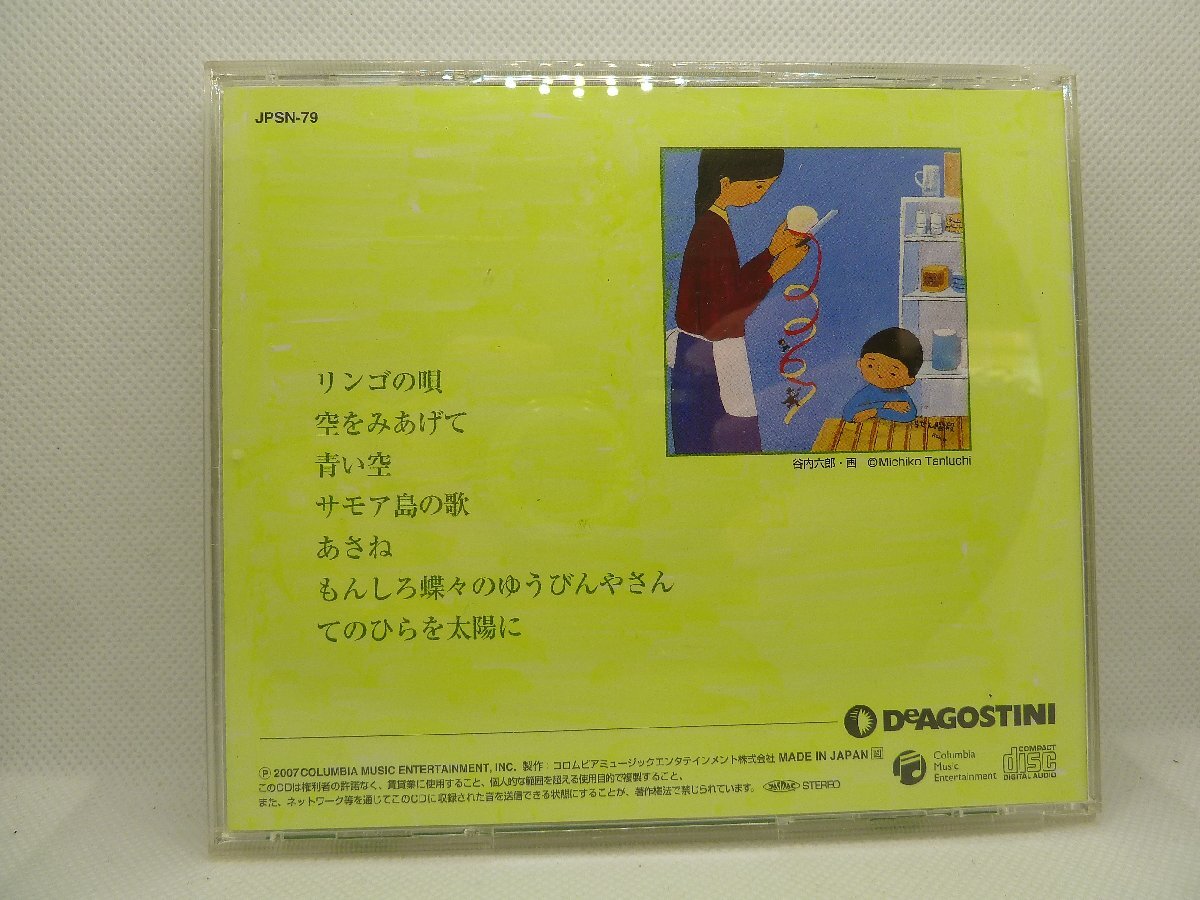 JPSN-79
谷内六郎・画 ©Michiko Taniuchi
リンゴの唄
空をみあげて
青い空
サモア島の歌
あさね
もんしろ蝶々のゆうびんやさん
てのひらを太陽に
DeAGOSTINI
Ⓟ 2007 COLUMBIA MUSIC ENTERTAINMENT, INC. 製作：コロムビアミュージックエンタテインメント株式会社 MADE IN JAPAN
このCDは権利者の許諾なく、賃貸業に使用すること、個人的な範囲を超える使用目的で複製すること、
また、ネットワーク等を通じてこのCDに収録された音を送信できる状態にすることが、著作権法で禁じられています。 JASRAC STEREO
Columbia
Music
Entertainment
COMPACT
disc
DIGITAL AUDIO